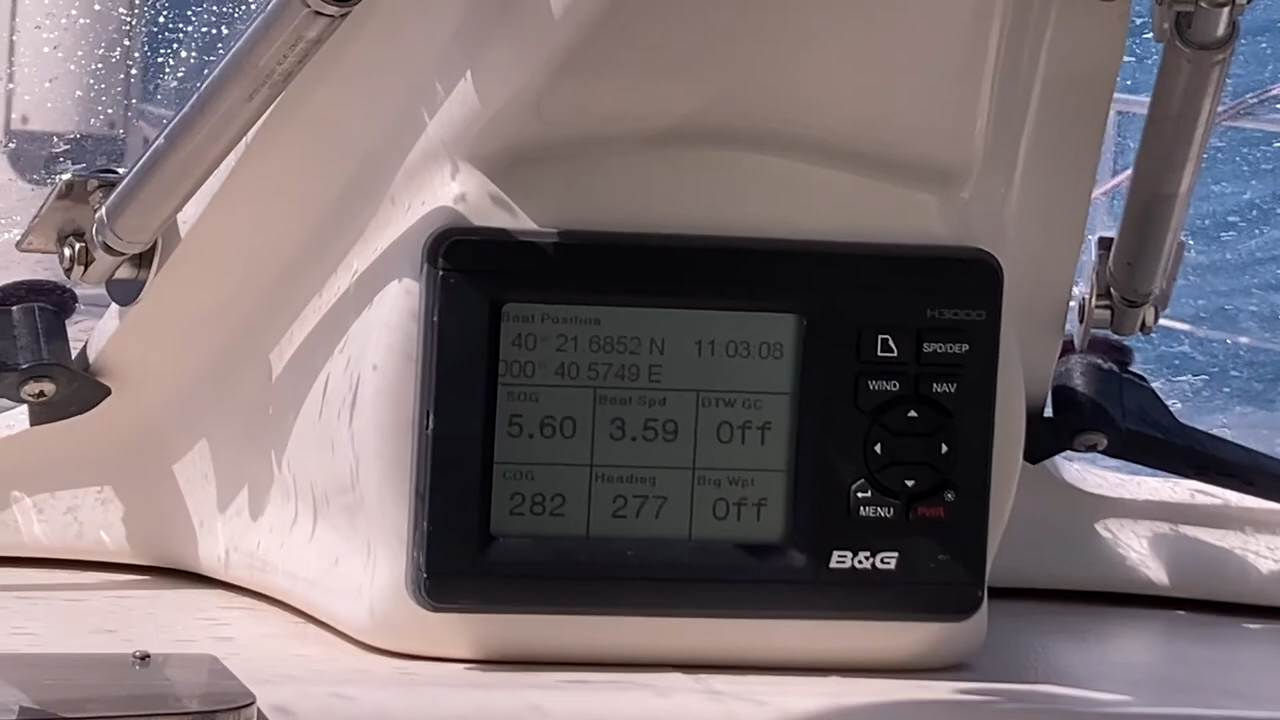 H3000
Boat Position
40° 21.6852 N 11:03:08
000° 40.5749 E
SOG Boat Spd DTW GC
5.60 3.59 Off
COG Heading Brg Wpt
282 277 Off
SPD/DEP
WIND NAV
MENU PWR
B&G